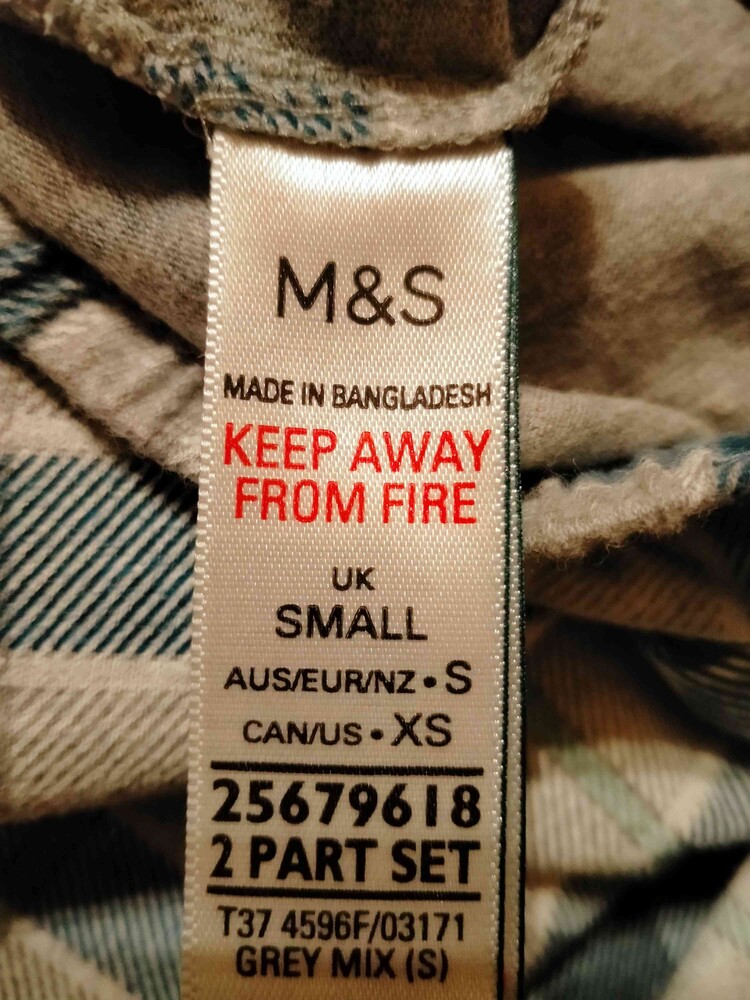 M&S
MADE IN BANGLADESH
KEEP AWAY
FROM FIRE
UK
SMALL
AUS/EUR/NZ • S
CAN/US • XS
25679618
2 PART SET
T37 4596F/03171
GREY MIX (S)